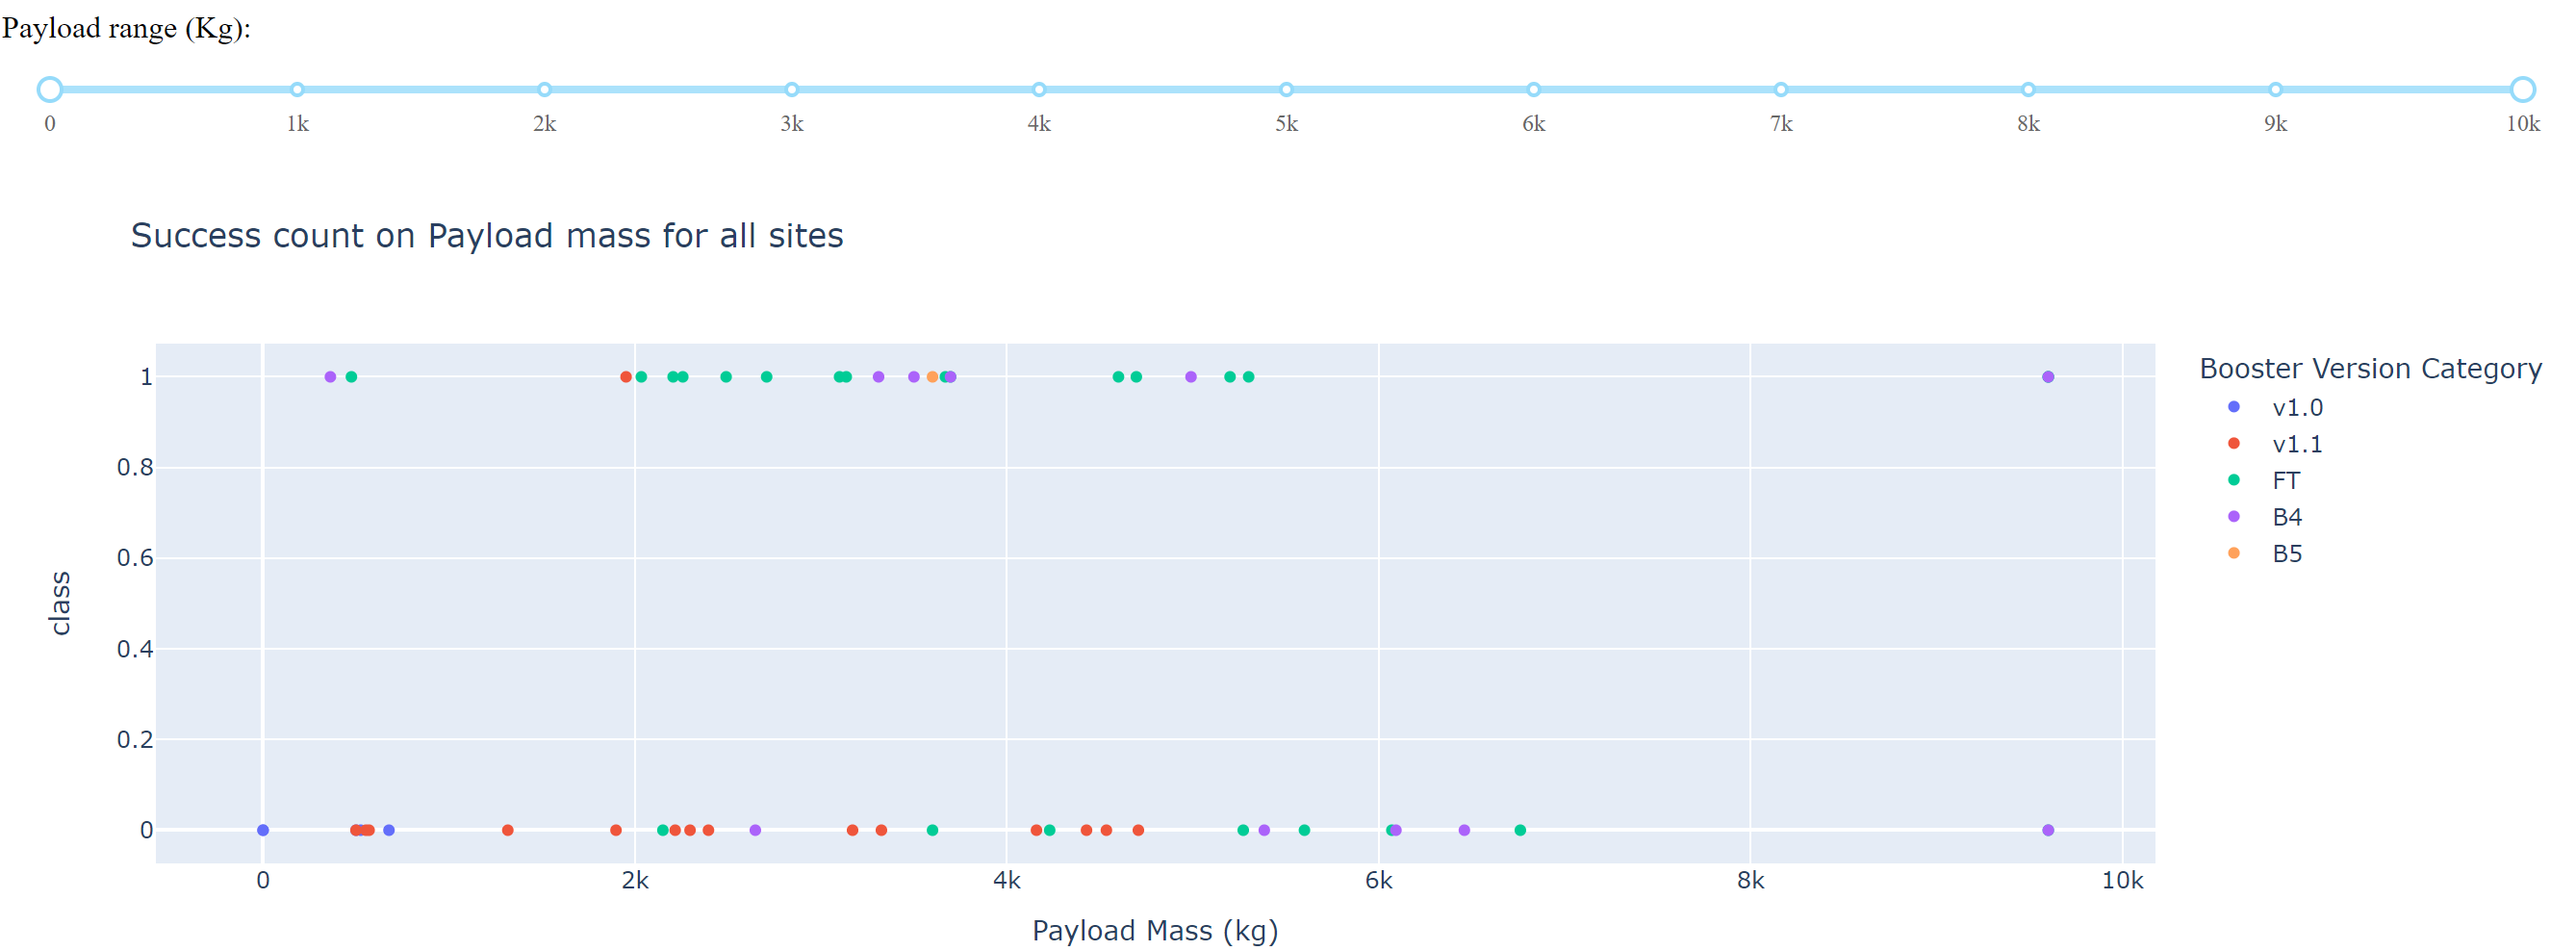 Payload range (Kg):
0 1k 2k 3k 4k 5k 6k 7k 8k 9k 10k
Success count on Payload mass for all sites
1
0.8
0.6
0.4
0.2
0
class
0 2k 4k 6k 8k 10k
Payload Mass (kg)
Booster Version Category
v1.0
v1.1
FT
B4
B5